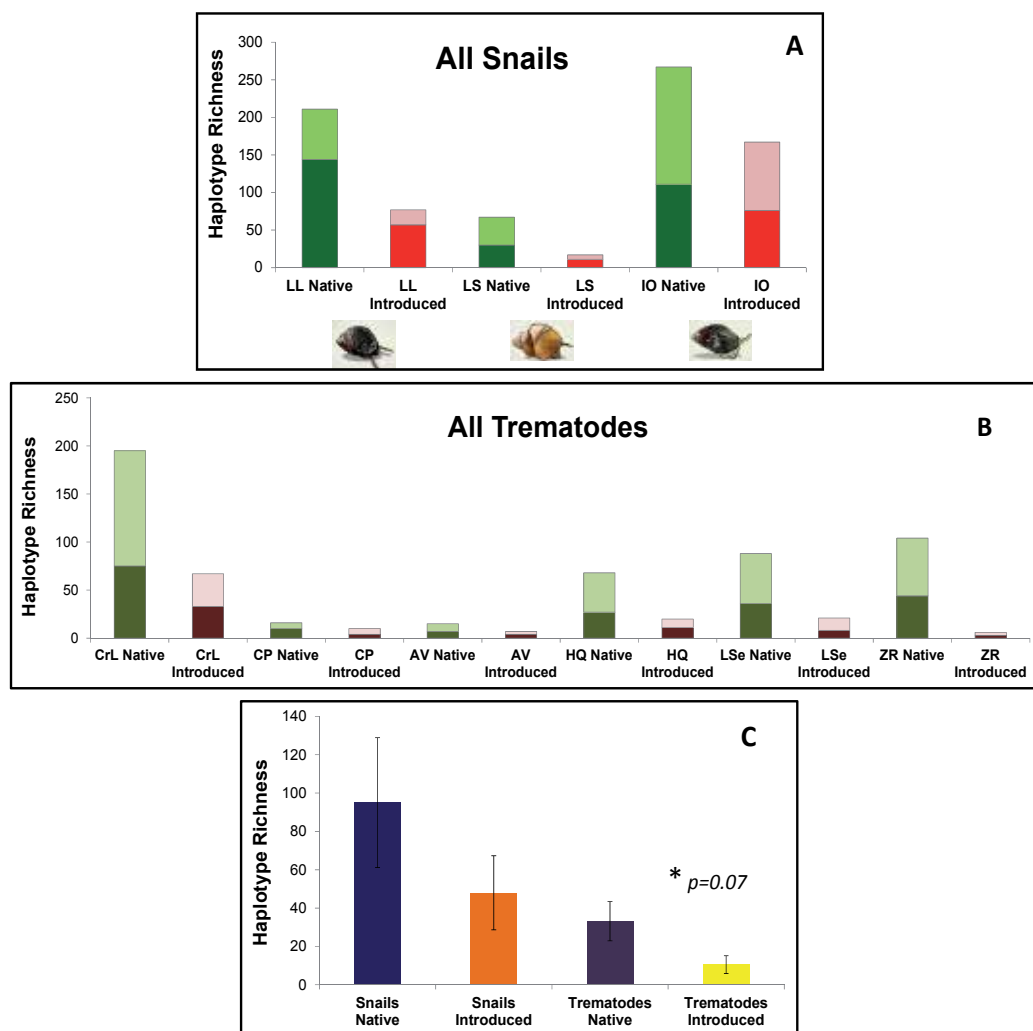 A
All Snails
Haplotype Richness
300
250
200
150
100
50
0
LL Native
LL
Introduced
LS Native
LS
Introduced
IO Native
IO
Introduced
B
All Trematodes
Haplotype Richness
250
200
150
100
50
0
CrL Native
CrL
Introduced
CP Native
CP
Introduced
AV Native
AV
Introduced
HQ Native
HQ
Introduced
LSe Native
LSe
Introduced
ZR Native
ZR
Introduced
C
Haplotype Richness
140
120
100
80
60
40
20
0
* p=0.07
Snails
Native
Snails
Introduced
Trematodes
Native
Trematodes
Introduced